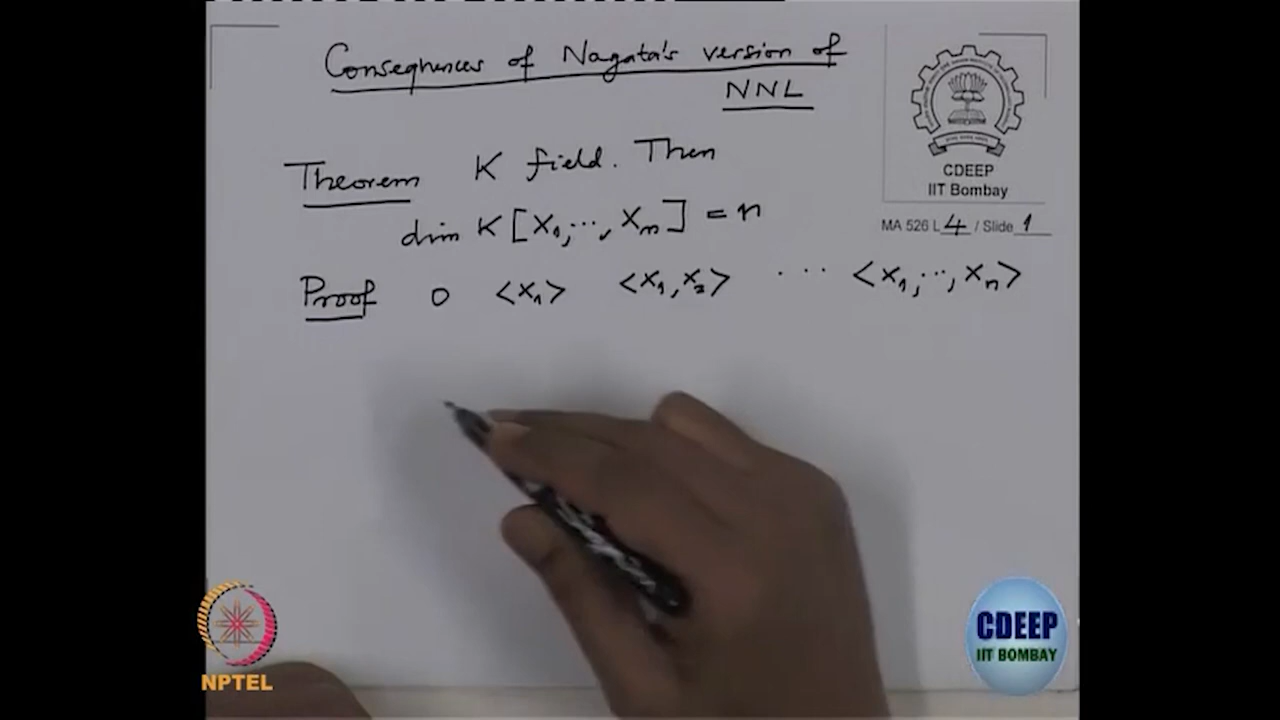 Consequences of Nagata's version of
NNL
Theorem K field. Then
dim K [X₁, ..., Xₙ] = n
Proof 0 <X₁> <X₁, X₂> ... <X₁, ..., Xₙ>
CDEEP
IIT Bombay
MA 526 L 4 / Slide 1
NPTEL
CDEEP
IIT BOMBAY